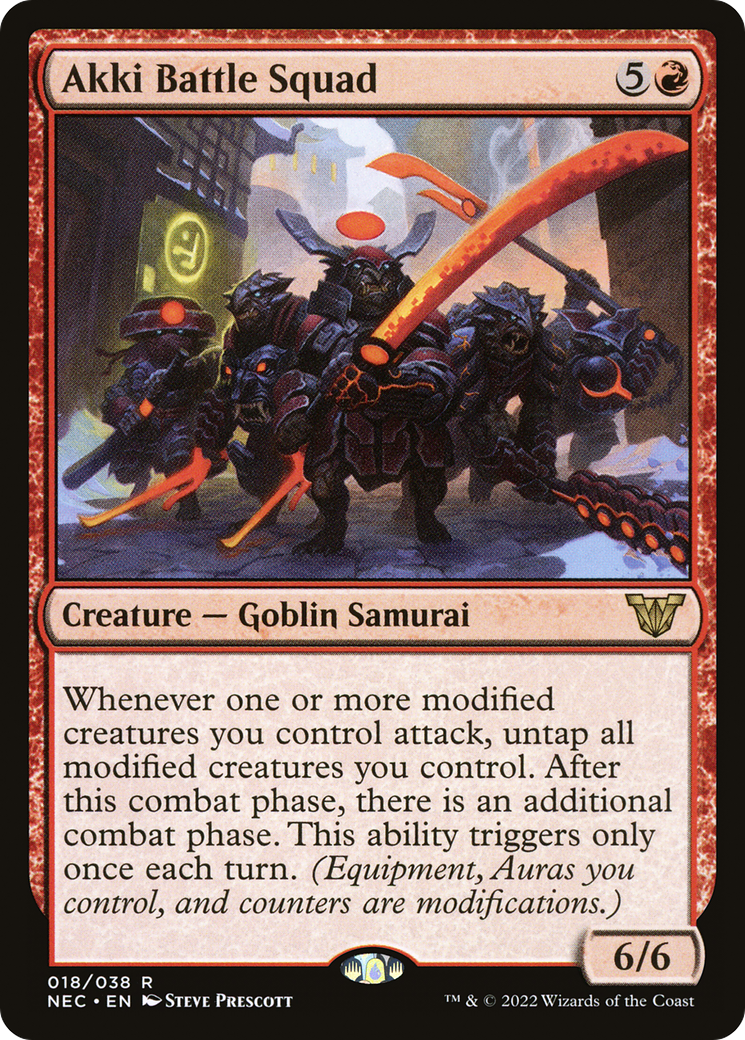 Akki Battle Squad 5
Creature — Goblin Samurai
Whenever one or more modified
creatures you control attack, untap all
modified creatures you control. After
this combat phase, there is an additional
combat phase. This ability triggers only
once each turn. (Equipment, Auras you
control, and counters are modifications.)
6/6
018/038 R
NEC • EN Steve Prescott
™ & © 2022 Wizards of the Coast